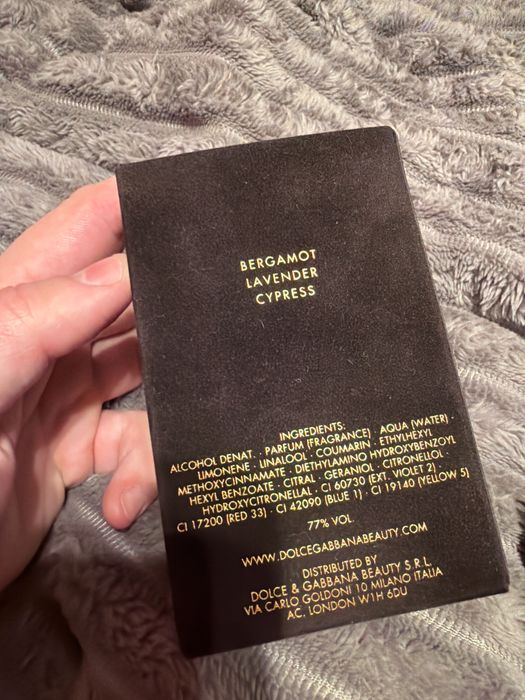 BERGAMOT
LAVENDER
CYPRESS
INGREDIENTS:
ALCOHOL DENAT. · PARFUM (FRAGRANCE) · AQUA (WATER) ·
LIMONENE · LINALOOL · COUMARIN · ETHYLHEXYL
METHOXYCINNAMATE · DIETHYLAMINO HYDROXYBENZOYL
HEXYL BENZOATE · CITRAL · GERANIOL · CITRONELLOL ·
HYDROXYCITRONELLAL · CI 60730 (EXT. VIOLET 2) ·
CI 17200 (RED 33) · CI 42090 (BLUE 1) · CI 19140 (YELLOW 5)
77% VOL.
WWW.DOLCEGABBANABEAUTY.COM
DISTRIBUTED BY
DOLCE & GABBANA BEAUTY S.R.L.
VIA CARLO GOLDONI 10 MILANO ITALIA
AC, LONDON W1H 6DU